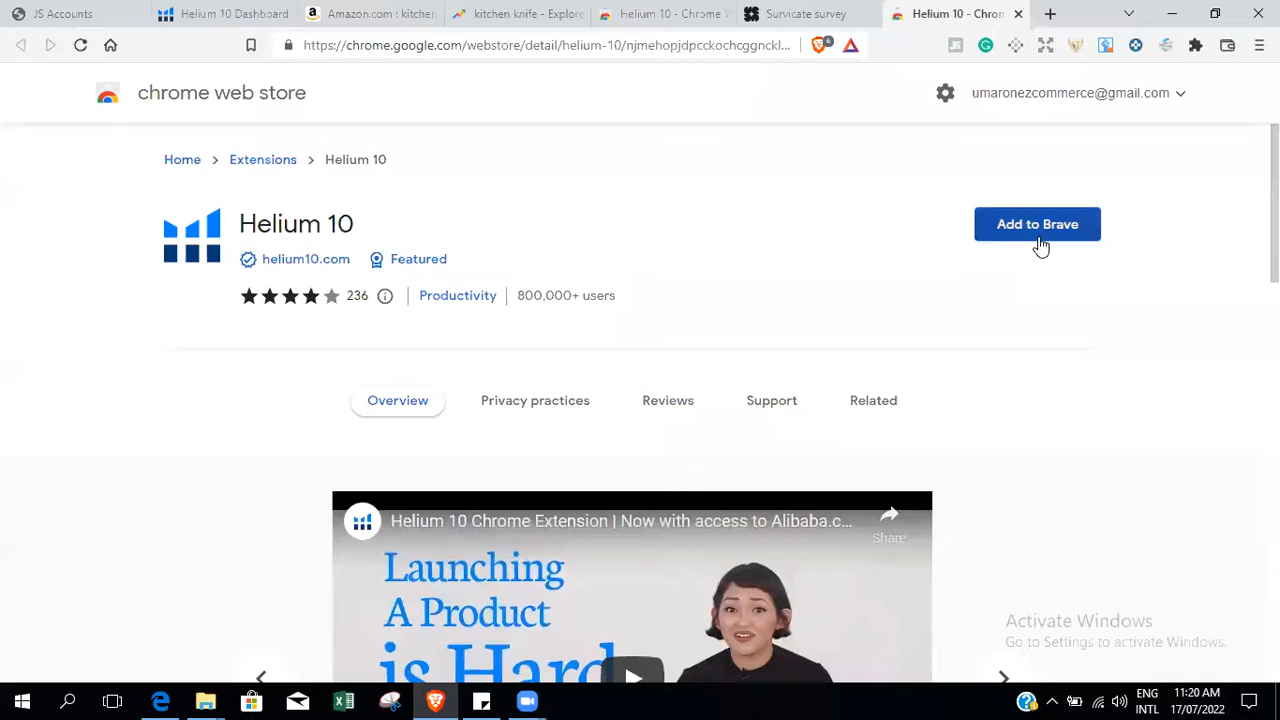 JS Accounts
Helium 10 Dashboard
Amazon.com : kitchen
kitchen knife - Explore
Helium 10 - Chrome W
Survicate survey
Helium 10 - Chron
https://chrome.google.com/webstore/detail/helium-10/njmehopjdpcckochcggnckl...
6
JS
chrome web store
umaronezcommerce@gmail.com
Home > Extensions > Helium 10
Helium 10
Add to Brave
helium10.com
Featured
236
Productivity
800,000+ users
Overview
Privacy practices
Reviews
Support
Related
Helium 10 Chrome Extension | Now with access to Alibaba.c...
Share
Launching
A Product
is Hard
Activate Windows
Go to Settings to activate Windows.
ENG
INTL
11:20 AM
17/07/2022